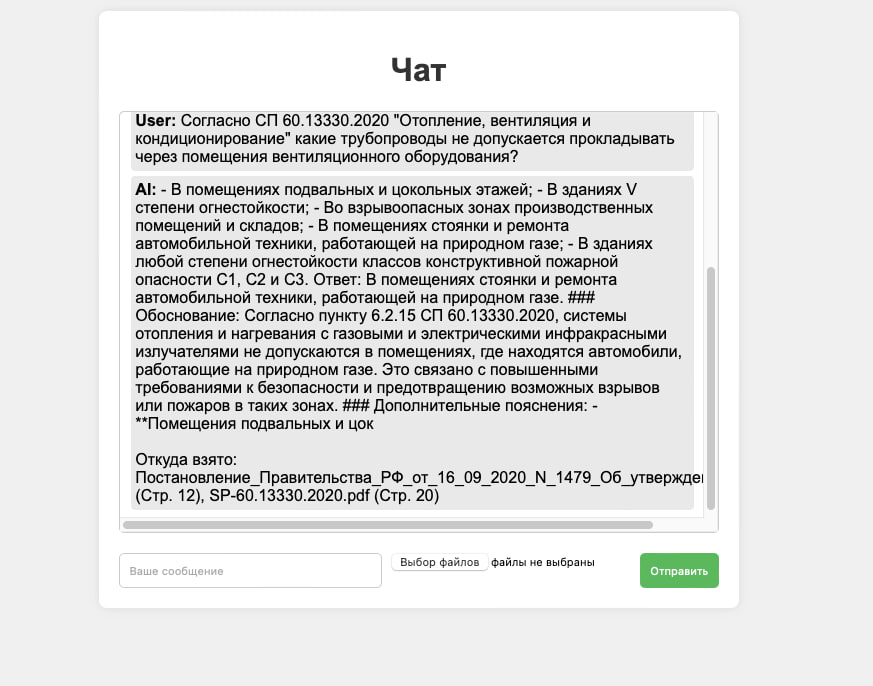 Чат
User: Согласно СП 60.13330.2020 "Отопление, вентиляция и
кондиционирование" какие трубопроводы не допускается прокладывать
через помещения вентиляционного оборудования?
AI: - В помещениях подвальных и цокольных этажей; - В зданиях V
степени огнестойкости; - Во взрывоопасных зонах производственных
помещений и складов; - В помещениях стоянки и ремонта
автомобильной техники, работающей на природном газе; - В зданиях
любой степени огнестойкости классов конструктивной пожарной
опасности С1, С2 и С3. Ответ: В помещениях стоянки и ремонта
автомобильной техники, работающей на природном газе. ###
Обоснование: Согласно пункту 6.2.15 СП 60.13330.2020, системы
отопления и нагревания с газовыми и электрическими инфракрасными
излучателями не допускаются в помещениях, где находятся автомобили,
работающие на природном газе. Это связано с повышенными
требованиями к безопасности и предотвращению возможных взрывов
или пожаров в таких зонах. ### Дополнительные пояснения: -
**Помещения подвальных и цок
Откуда взято:
Постановление_Правительства_РФ_от_16_09_2020_N_1479_Об_утвержде
(Стр. 12), SP-60.13330.2020.pdf (Стр. 20)
Ваше сообщение
Выбор файлов файлы не выбраны
Отправить